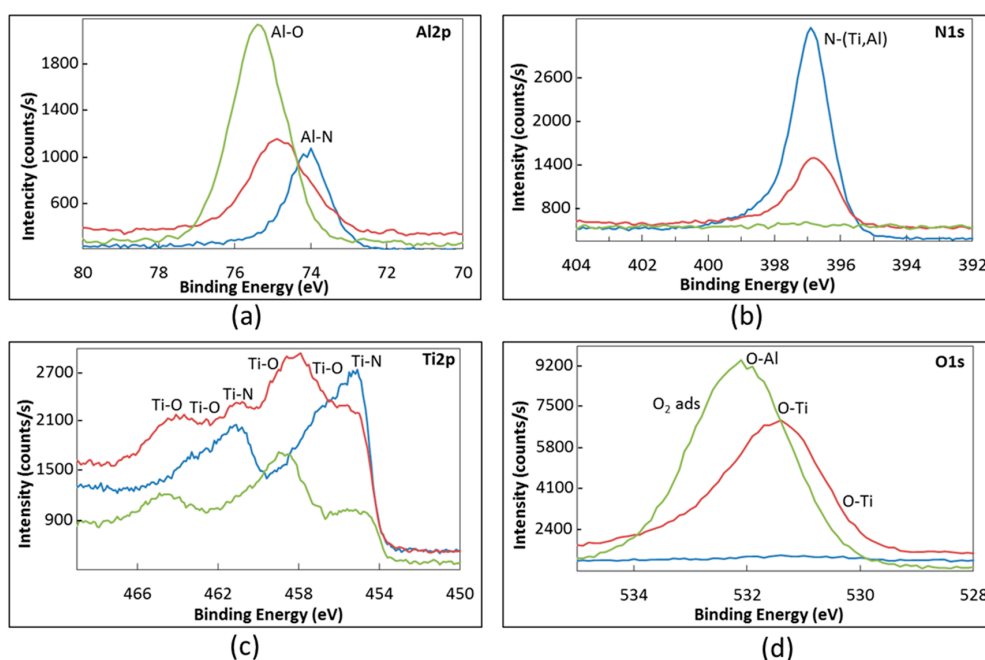 Al2p
Al-O
Al-N
Intencity (counts/s)
1800
1400
1000
600
80 78 76 74 72 70
Binding Energy (eV)
(a)
N1s
N-(Ti,Al)
Intensity (counts/s)
2600
2000
1400
800
404 402 400 398 396 394 392
Binding Energy (eV)
(b)
Ti2p
Ti-O Ti-O Ti-N Ti-O Ti-O Ti-N
Intensity (counts/s)
2700
2100
1500
900
466 462 458 454 450
Binding Energy (eV)
(c)
O1s
O-Al
O₂ ads
O-Ti
O-Ti
Intensity (counts/s)
9200
7500
5800
4100
2400
534 532 530 528
Binding Energy (eV)
(d)